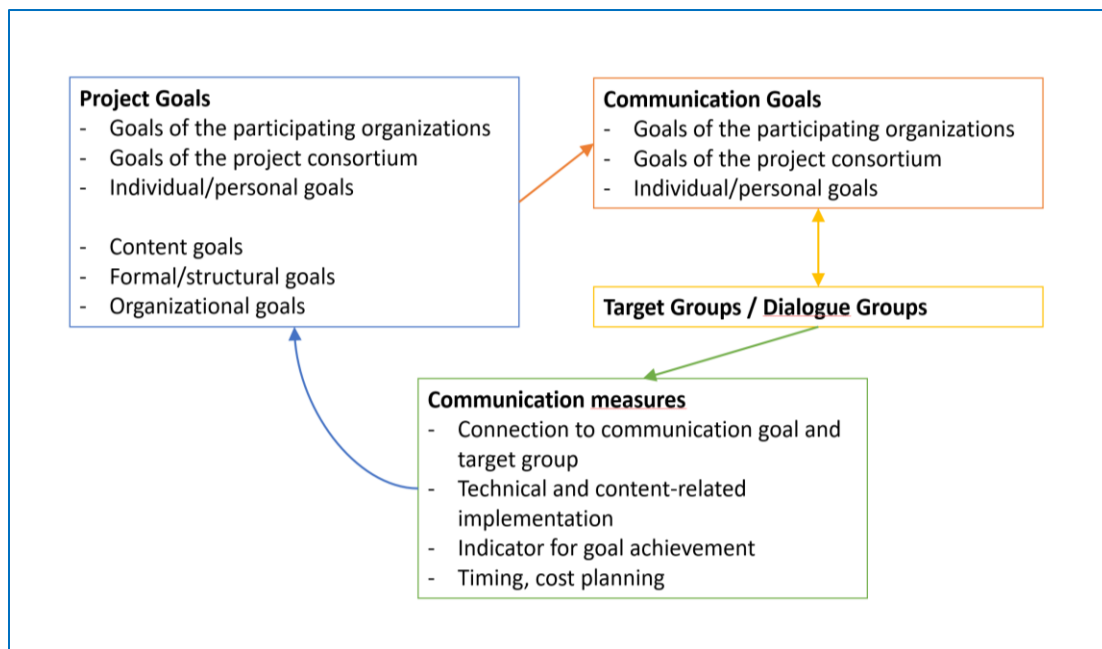 Project Goals
- Goals of the participating organizations
- Goals of the project consortium
- Individual/personal goals
- Content goals
- Formal/structural goals
- Organizational goals
Communication Goals
- Goals of the participating organizations
- Goals of the project consortium
- Individual/personal goals
Target Groups / Dialogue Groups
Communication measures
- Connection to communication goal and
target group
- Technical and content-related
implementation
- Indicator for goal achievement
- Timing, cost planning